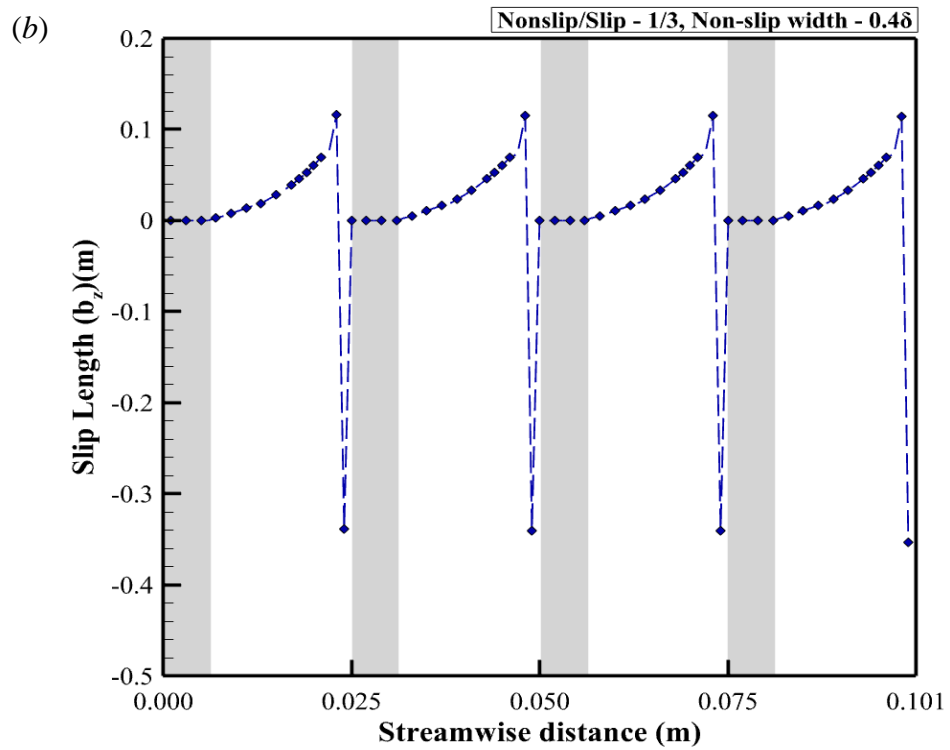 (b)
Nonslip/Slip - 1/3, Non-slip width - 0.4δ
0.2
0.1
0
-0.1
-0.2
-0.3
-0.4
-0.5
Slip Length (b_z)(m)
0.000 0.025 0.050 0.075 0.101
Streamwise distance (m)